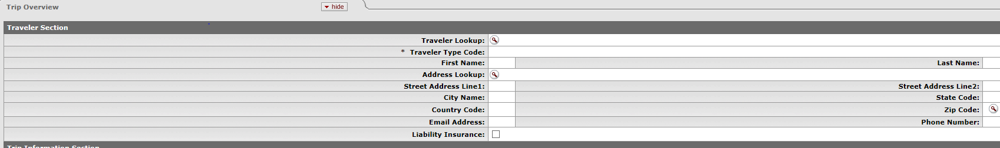 Trip Overview hide
Traveler Section
Traveler Lookup:
* Traveler Type Code:
First Name: Last Name:
Address Lookup:
Street Address Line1: Street Address Line2:
City Name: State Code:
Country Code: Zip Code:
Email Address: Phone Number:
Liability Insurance:
Trip Information Section